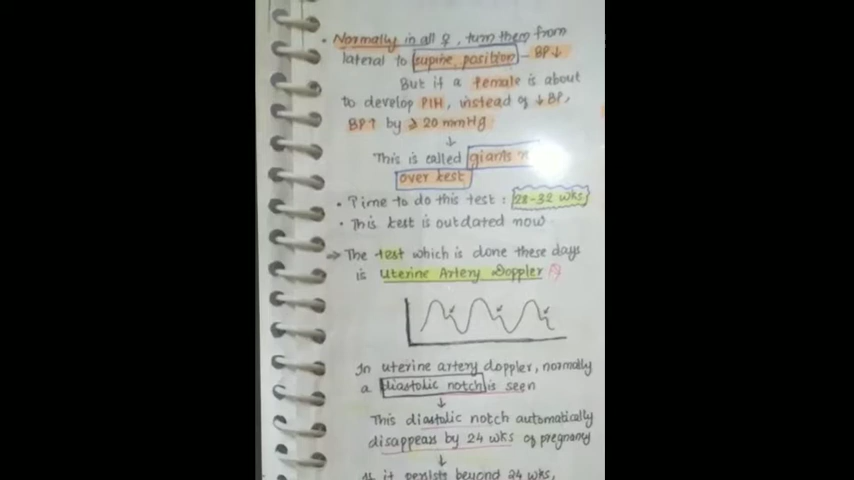 • Normally in all ♀, turn them from
lateral to supine position - BP↓
But if a female is about
to develop PIH, instead of ↓ BP,
BP↑ by ≥ 20 mmHg
↓
This is called giants
over test
• Time to do this test : 28-32 wks
• This test is outdated now
⇒ The test which is done these days
is Uterine Artery Doppler
In uterine artery doppler, normally
a diastolic notch is seen
↓
This diastolic notch automatically
disappears by 24 wks of pregnancy
↓
If it persists beyond 24 wks,